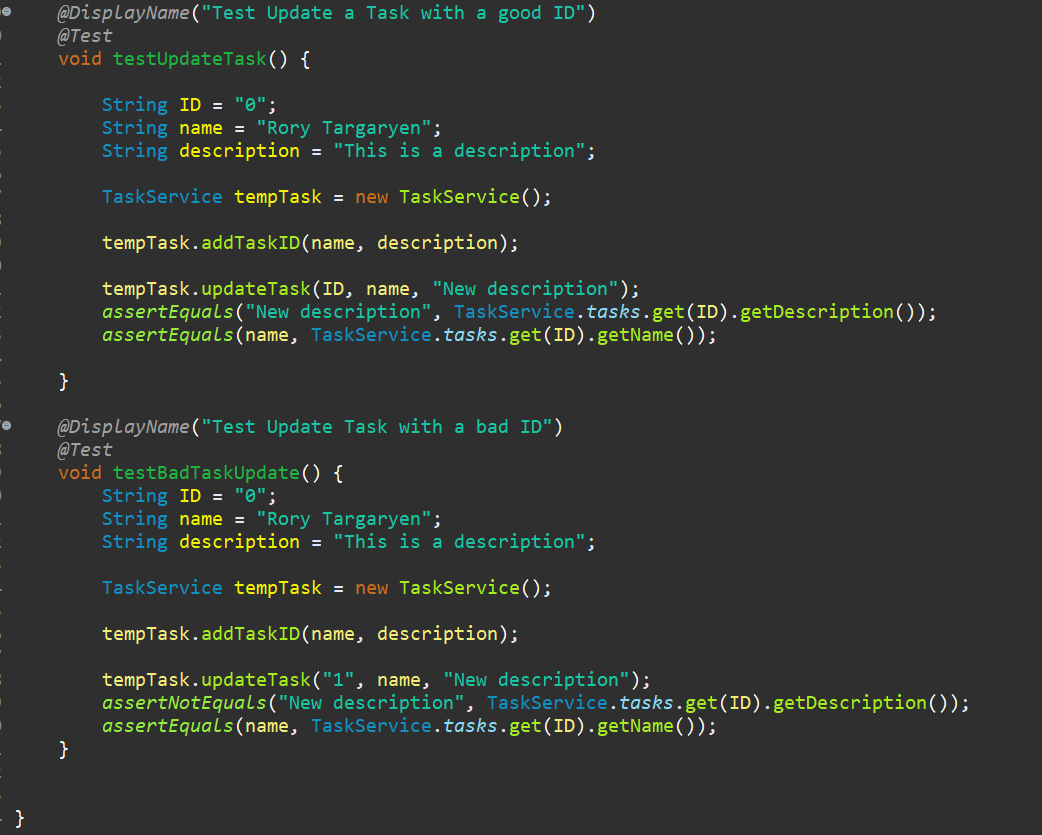 @DisplayName("Test Update a Task with a good ID")
@Test
void testUpdateTask() {
String ID = "0";
String name = "Rory Targaryen";
String description = "This is a description";
TaskService tempTask = new TaskService();
tempTask.addTaskID(name, description);
tempTask.updateTask(ID, name, "New description");
assertEquals("New description", TaskService.tasks.get(ID).getDescription());
assertEquals(name, TaskService.tasks.get(ID).getName());
}
@DisplayName("Test Update Task with a bad ID")
@Test
void testBadTaskUpdate() {
String ID = "0";
String name = "Rory Targaryen";
String description = "This is a description";
TaskService tempTask = new TaskService();
tempTask.addTaskID(name, description);
tempTask.updateTask("1", name, "New description");
assertNotEquals("New description", TaskService.tasks.get(ID).getDescription());
assertEquals(name, TaskService.tasks.get(ID).getName());
}
}